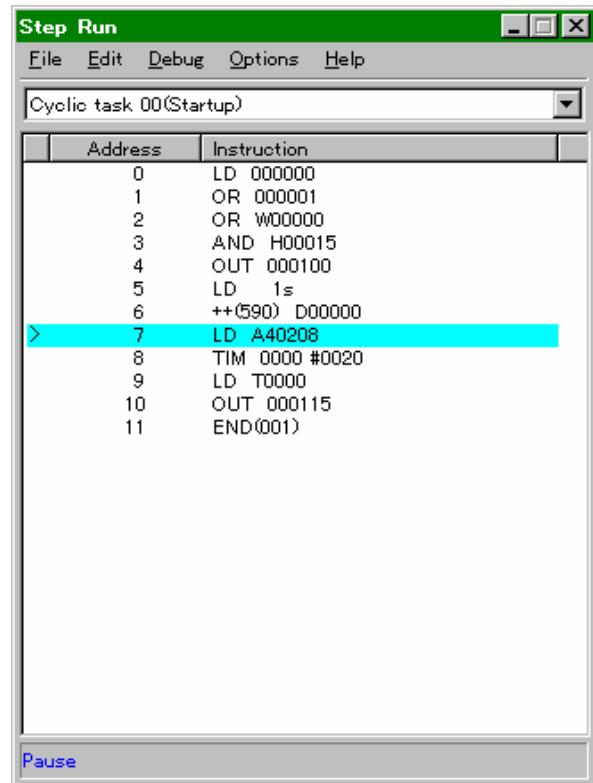 Step Run
File Edit Debug Options Help
Cyclic task 00(Startup)
Address Instruction
0 LD 000000
1 OR 000001
2 OR W00000
3 AND H00015
4 OUT 000100
5 LD 1s
6 ++(590) D00000
> 7 LD A40208
8 TIM 0000 #0020
9 LD T0000
10 OUT 000115
11 END(001)
Pause